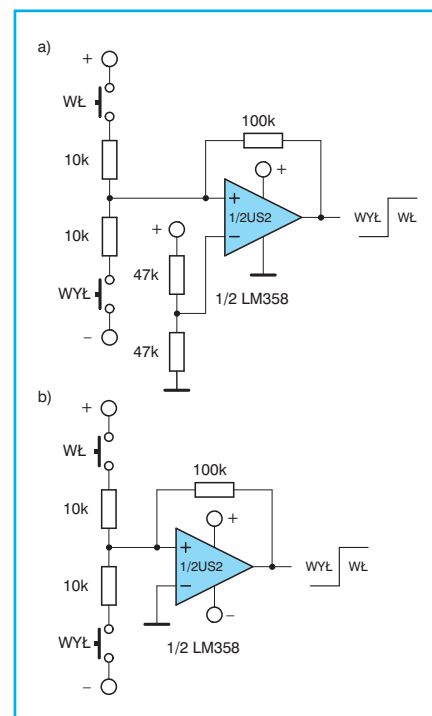 a)
+
WŁ
100k
10k
+
+
1/2US2
−
WYŁ
WŁ
10k
+
47k
1/2 LM358
WYŁ
−
47k
b)
+
WŁ
100k
10k
+
+
1/2US2
−
WYŁ
WŁ
10k
−
WYŁ
1/2 LM358
−